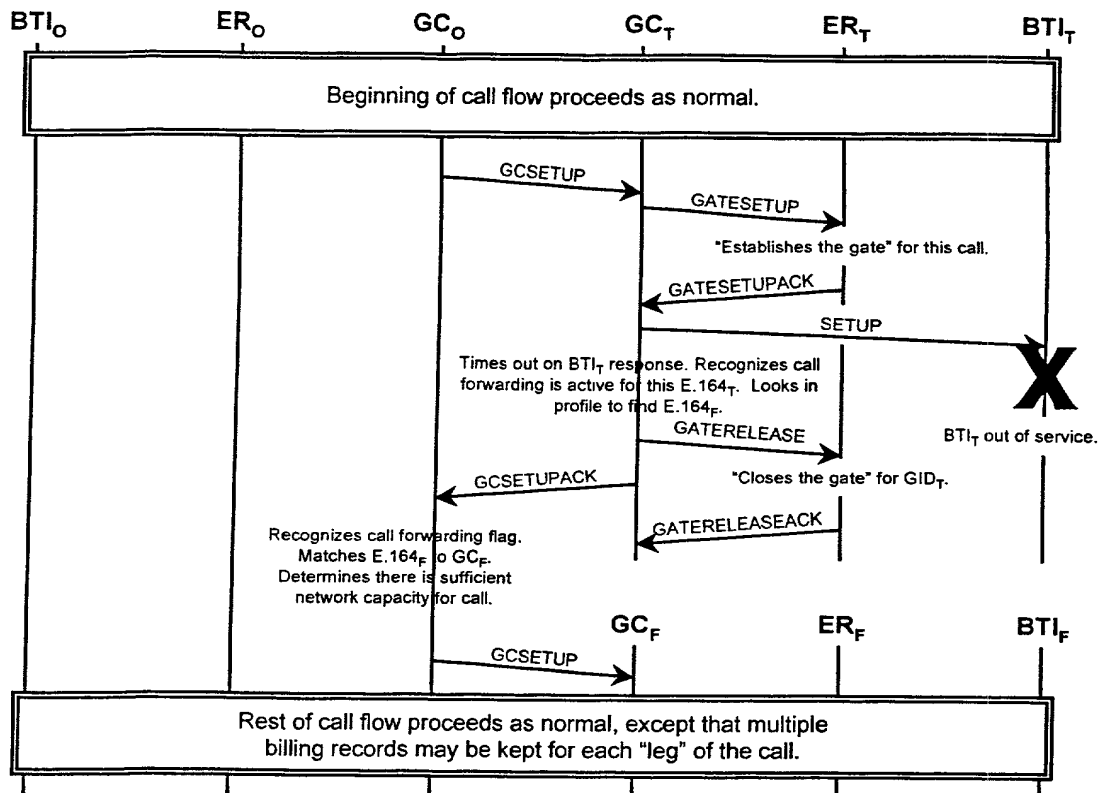 BTI_O ER_O GC_O GC_T ER_T BTI_T
Beginning of call flow proceeds as normal.
GCSETUP
GATESETUP
"Establishes the gate" for this call.
GATESETUPACK
SETUP
Times out on BTI_T response. Recognizes call
forwarding is active for this E.164_T. Looks in
profile to find E.164_F.
BTI_T out of service.
GATERELEASE
"Closes the gate" for GID_T.
GCSETUPACK
GATERELEASEACK
Recognizes call forwarding flag.
Matches E.164_F to GC_F.
Determines there is sufficient
network capacity for call.
GC_F ER_F BTI_F
GCSETUP
Rest of call flow proceeds as normal, except that multiple
billing records may be kept for each "leg" of the call.